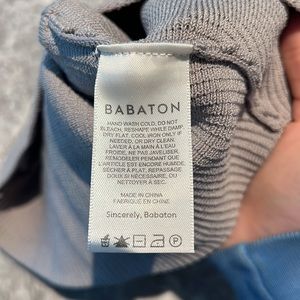 BABATON
HAND WASH COLD, DO NOT
BLEACH, RESHAPE WHILE DAMP
DRY FLAT. COOL IRON ONLY IF
NEEDED, OR DRY CLEAN.
LAVER À LA MAIN À L'EAU
FROIDE, NE PAS JAVELISER,
REMODELER PENDANT QUE
L'ARTICLE EST ENCORE HUMIDE.
SÉCHER À PLAT, REPASSAGE
DOUX SI NÉCESSAIRE, OU
NETTOYER À SEC.
MADE IN CHINA
FABRIQUÉ EN CHINE
Sincerely, Babaton